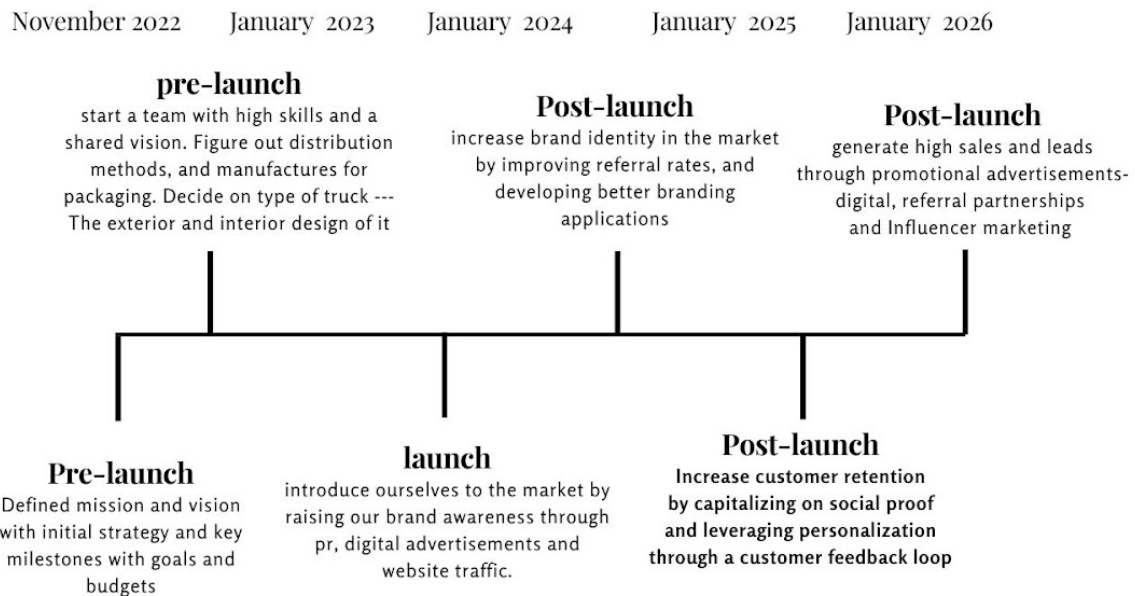 November 2022 January 2023 January 2024 January 2025 January 2026
pre-launch
start a team with high skills and a
shared vision. Figure out distribution
methods, and manufactures for
packaging. Decide on type of truck ---
The exterior and interior design of it
Post-launch
increase brand identity in the market
by improving referral rates, and
developing better branding
applications
Post-launch
generate high sales and leads
through promotional advertisements-
digital, referral partnerships
and Influencer marketing
Pre-launch
Defined mission and vision
with initial strategy and key
milestones with goals and
budgets
launch
introduce ourselves to the market by
raising our brand awareness through
pr, digital advertisements and
website traffic.
Post-launch
Increase customer retention
by capitalizing on social proof
and leveraging personalization
through a customer feedback loop